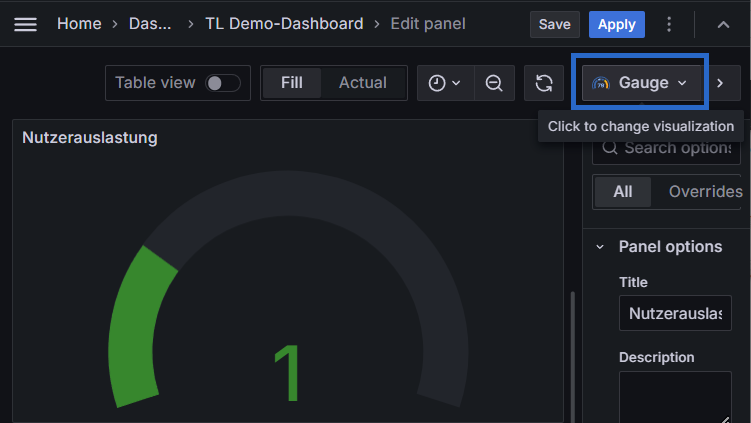 Home > Das... > TL Demo-Dashboard > Edit panel Save Apply
Table view Fill Actual Gauge
Click to change visualization
Nutzerauslastung
Search options
All Overrides
Panel options
Title
Nutzerauslas
Description
1